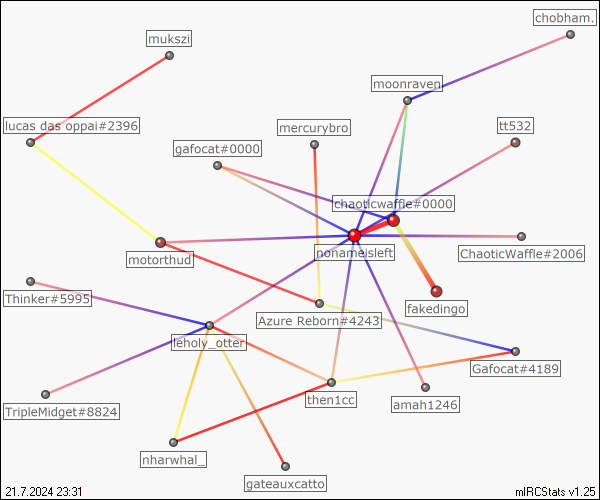 chobham.
mukszi
moonraven
lucas das oppai#2396
mercurybro
tt532
gafocat#0000
chaoticwaffle#0000
nonameisleft
ChaoticWaffle#2006
motorthud
Thinker#5995
fakedingo
Azure Reborn#4243
leholy_otter
Gafocat#4189
then1cc
amah1246
TripleMidget#8824
nharwhal_
gateauxcatto
21.7.2024 23:31
mIRCStats v1.25